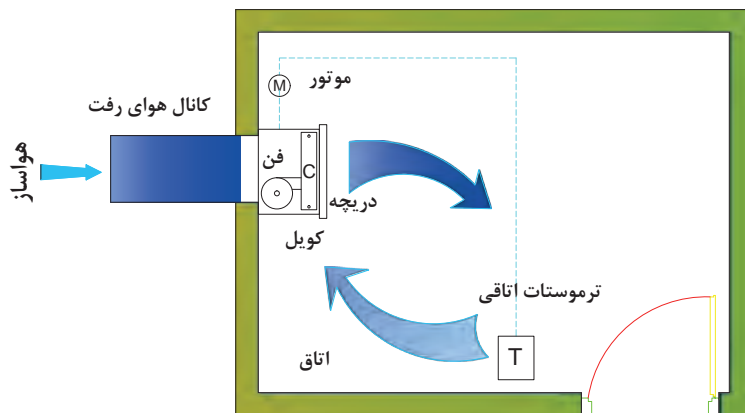 موتور
M
کانال هوای رفت
هواساز
فن
C
دریچه
کویل
ترموستات اتاقی
T
اتاق